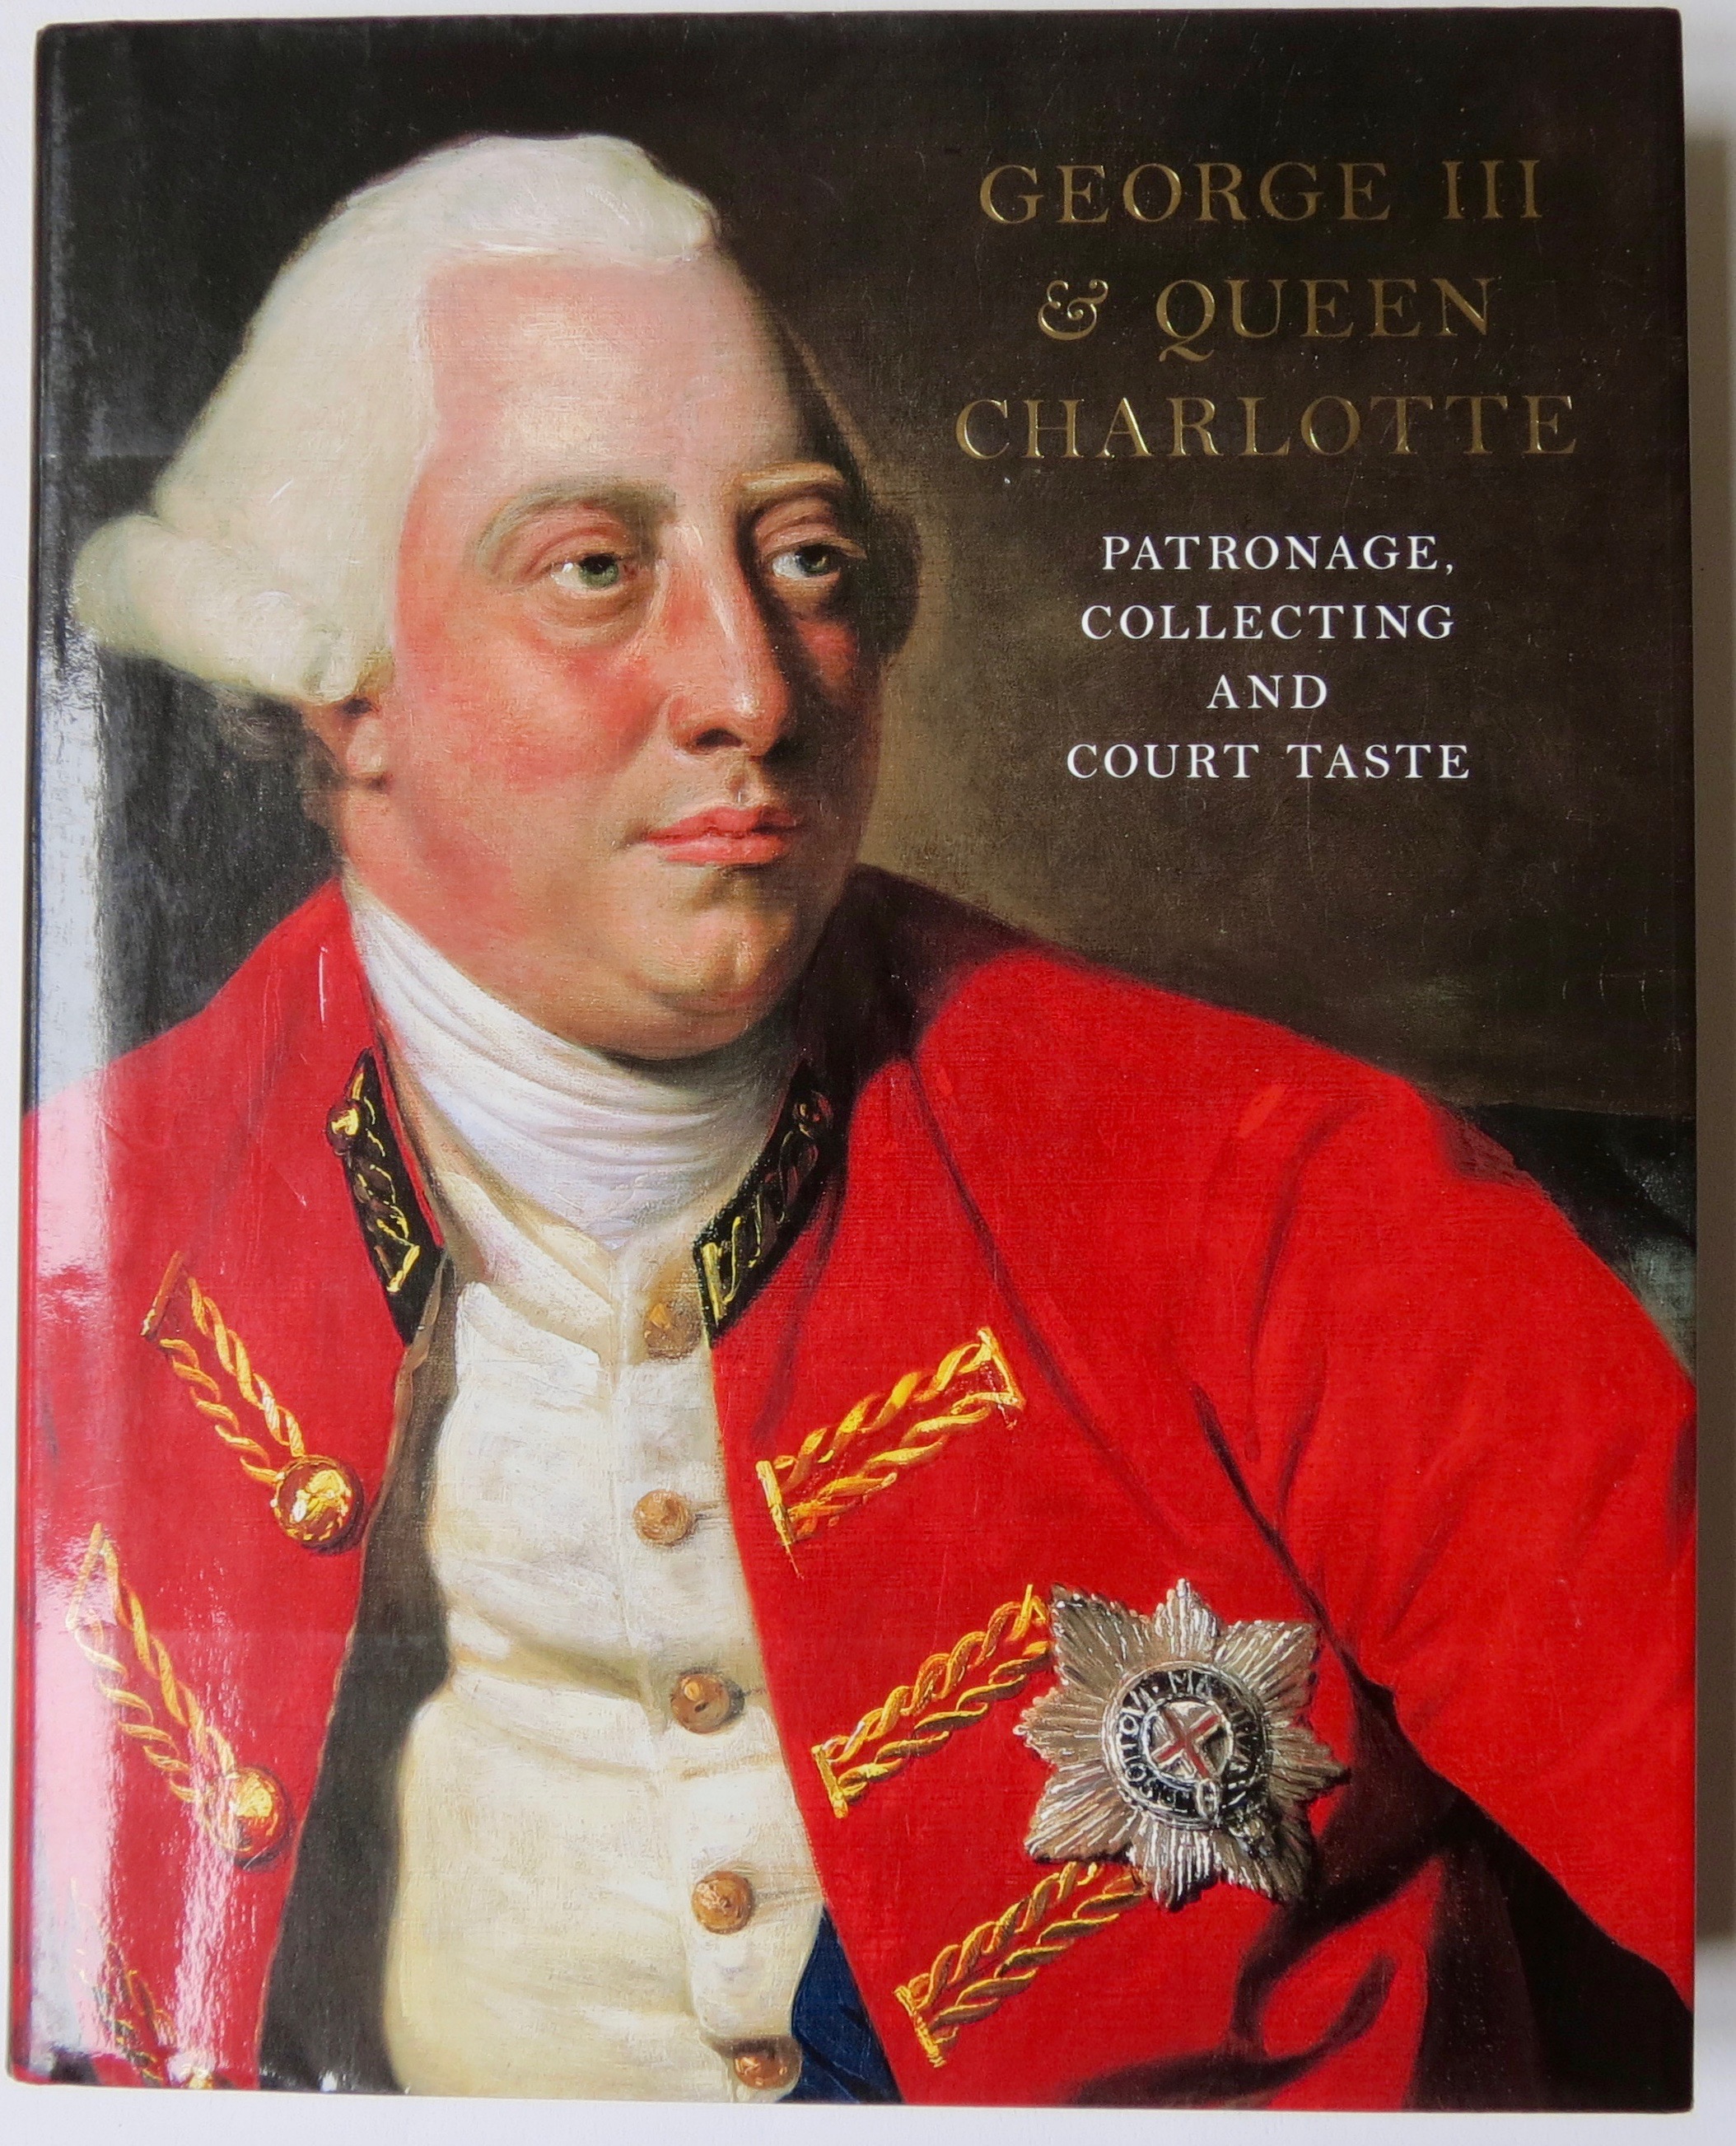 GEORGE III
& QUEEN
CHARLOTTE
PATRONAGE,
COLLECTING
AND
COURT TASTE